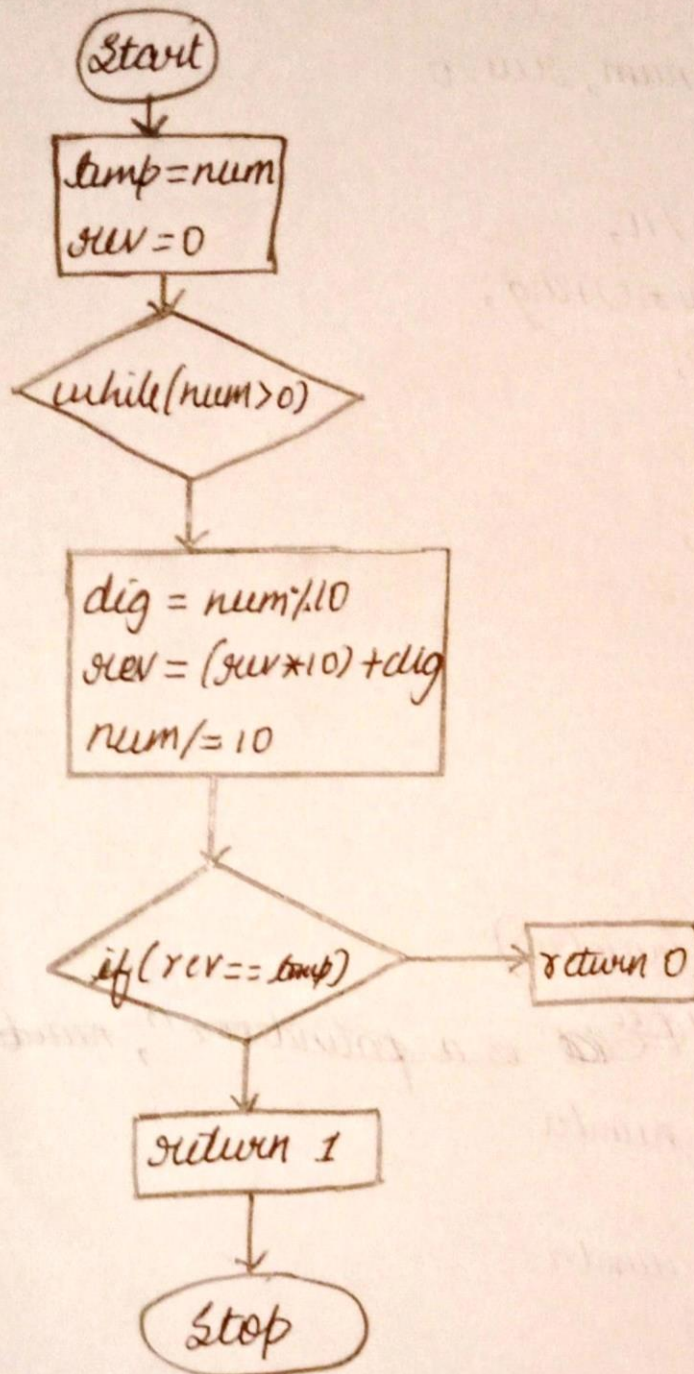 Start
temp=num
rev=0
while(num>0)
dig = num%10
rev = (rev*10)+dig
num/=10
if(rev==temp)
return 0
return 1
Stop